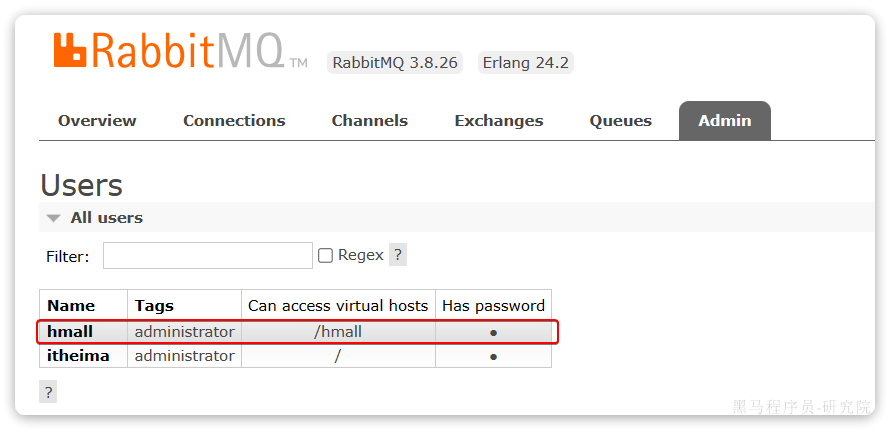 RabbitMQ TM RabbitMQ 3.8.26 Erlang 24.2
Overview Connections Channels Exchanges Queues Admin
Users
All users
Filter: Regex ?
Name Tags Can access virtual hosts Has password
hmall administrator /hmall ●
itheima administrator / ●
?
黑马程序员-研究院